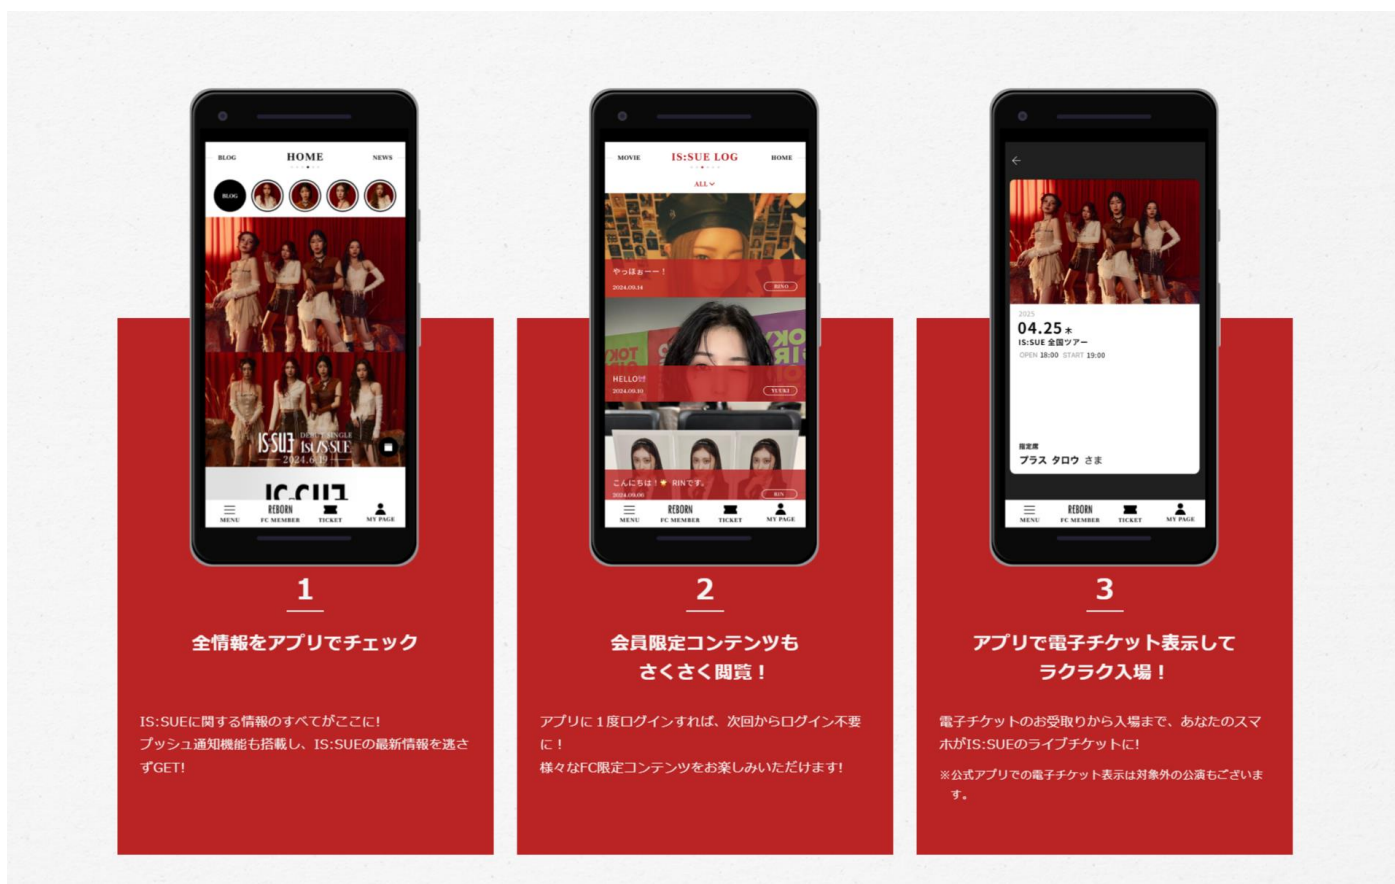 BLOG HOME NEWS
BLOG
IS:SUE DEBUT SINGLE
1st IS:SUE
2024.6.19
MENU REBORN FC MEMBER TICKET MY PAGE
1
全情報をアプリでチェック
IS:SUEに関する情報のすべてがここに!
プッシュ通知機能も搭載し、IS:SUEの最新情報を逃さ
ずGET!
MOVIE IS:SUE LOG HOME
ALL
やっほぉーー！
2024.09.14 RINO
HELLO
2024.09.10 YUUKI
こんにちは！🌟 RINです。
RIN
MENU REBORN FC MEMBER TICKET MY PAGE
2
会員限定コンテンツも
さくさく閲覧！
アプリに１度ログインすれば、次回からログイン不要
に！
様々なFC限定コンテンツをお楽しみいただけます!
←
2025
04.25 木
IS:SUE 全国ツアー
OPEN 18:00 START 19:00
指定席
プラス タロウ さま
MENU REBORN FC MEMBER TICKET MY PAGE
3
アプリで電子チケット表示して
ラクラク入場！
電子チケットのお受取りから入場まで、あなたのスマ
ホがIS:SUEのライブチケットに!
※公式アプリでの電子チケット表示は対象外の公演もございま
す。